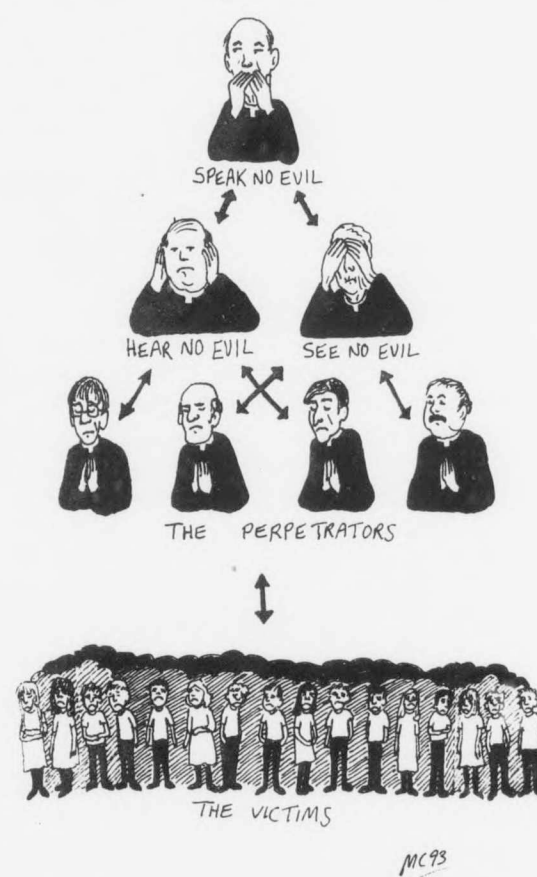 SPEAK NO EVIL
HEAR NO EVIL SEE NO EVIL
THE PERPETRATORS
THE VICTIMS
MC93